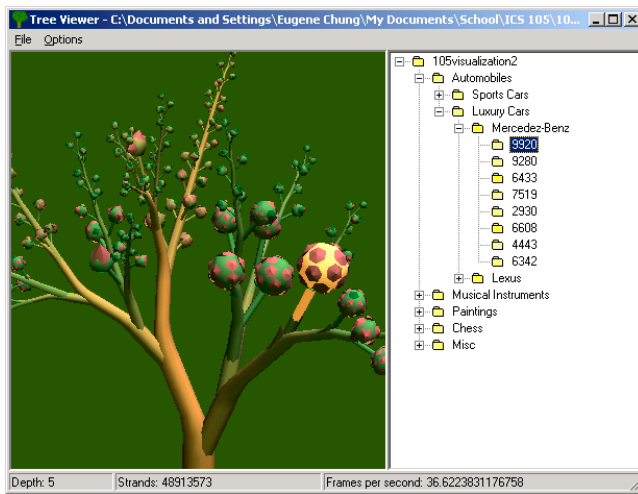 Tree Viewer - C:\Documents and Settings\Eugene Chung\My Documents\School\ICS 105\10...
File Options
105visualization2
Automobiles
Sports Cars
Luxury Cars
Mercedez-Benz
9920
9280
6433
7519
2930
6608
4443
6342
Lexus
Musical Instruments
Paintings
Chess
Misc
Depth: 5 Strands: 48913573 Frames per second: 36.6223831176758